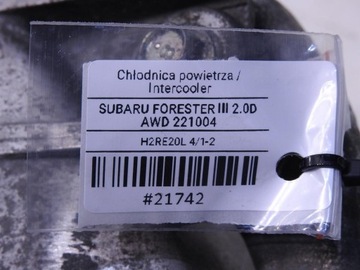 Chłodnica powietrza /
Intercooler
SUBARU FORESTER III 2.0D
AWD 221004
H2RE20L 4/1-2
#21742